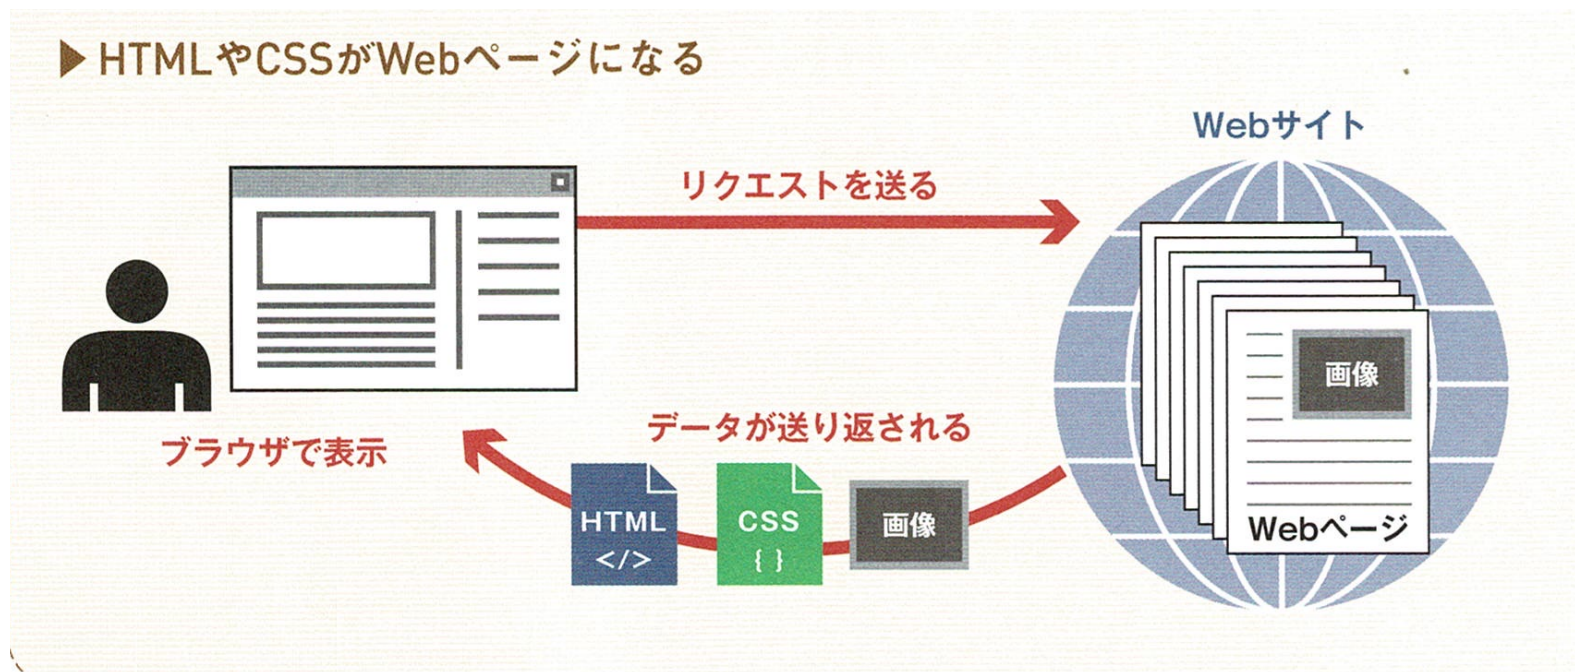 ▶HTMLやCSSがWebページになる
Webサイト
リクエストを送る
画像
データが送り返される
ブラウザで表示
HTML
</>
CSS
{ }
画像
Webページ